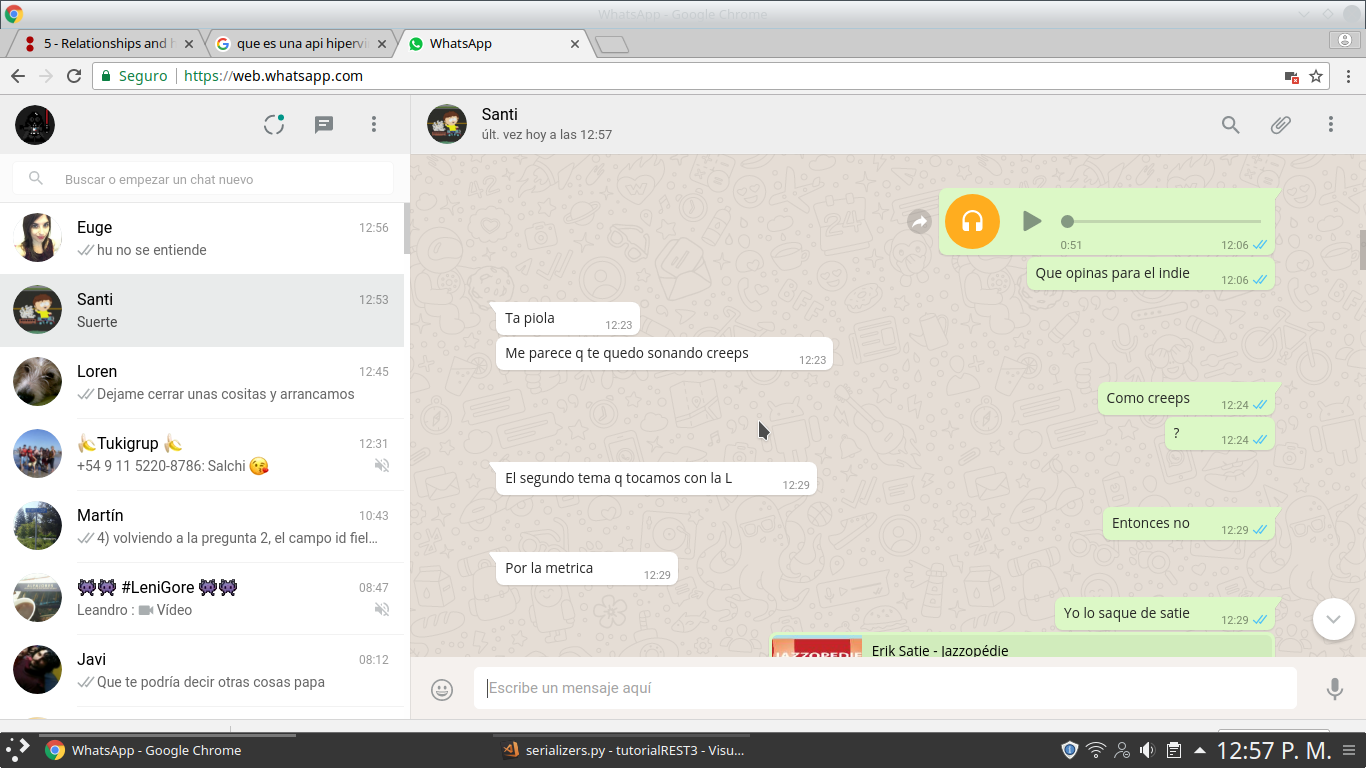 WhatsApp - Google Chrome
5 - Relationships and h
que es una api hipervi
WhatsApp
Seguro
https://web.whatsapp.com
Buscar o empezar un chat nuevo
Euge
12:56
hu no se entiende
Santi
12:53
Suerte
Loren
12:45
Dejame cerrar unas cositas y arrancamos
🍌Tukigrup 🍌
12:31
+54 9 11 5220-8786: Salchi 😘
Martín
10:43
4) volviendo a la pregunta 2, el campo id fiel…
👾👾 #LeniGore 👾👾
08:47
Leandro : Vídeo
Javi
08:12
Que te podría decir otras cosas papa
Santi
últ. vez hoy a las 12:57
0:51
12:06
Que opinas para el indie
12:06
Ta piola
12:23
Me parece q te quedo sonando creeps
12:23
Como creeps
12:24
?
12:24
El segundo tema q tocamos con la L
12:29
Entonces no
12:29
Por la metrica
12:29
Yo lo saque de satie
12:29
JAZZOPEDIE
Erik Satie - Jazzopédie
Escribe un mensaje aquí
WhatsApp - Google Chrome
serializers.py - tutorialREST3 - Visu...
12:57 P. M.